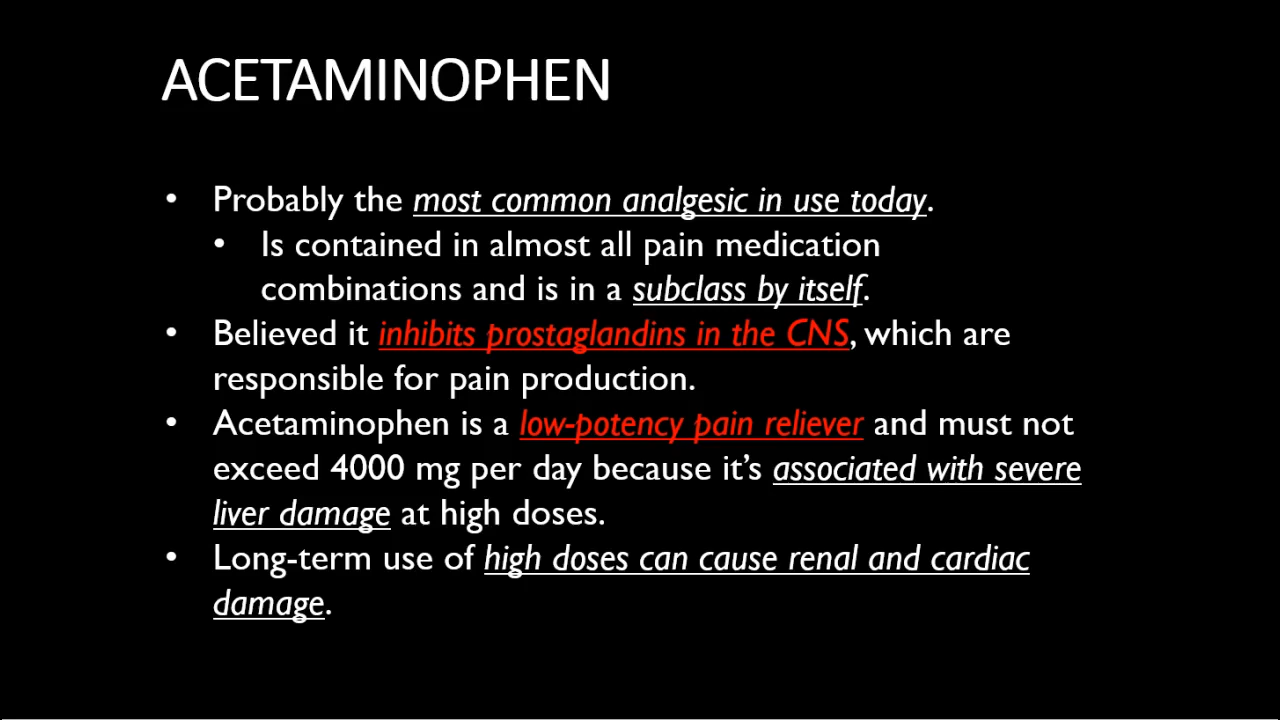 ACETAMINOPHEN
• Probably the most common analgesic in use today.
• Is contained in almost all pain medication
combinations and is in a subclass by itself.
• Believed it inhibits prostaglandins in the CNS, which are
responsible for pain production.
• Acetaminophen is a low-potency pain reliever and must not
exceed 4000 mg per day because it’s associated with severe
liver damage at high doses.
• Long-term use of high doses can cause renal and cardiac
damage.